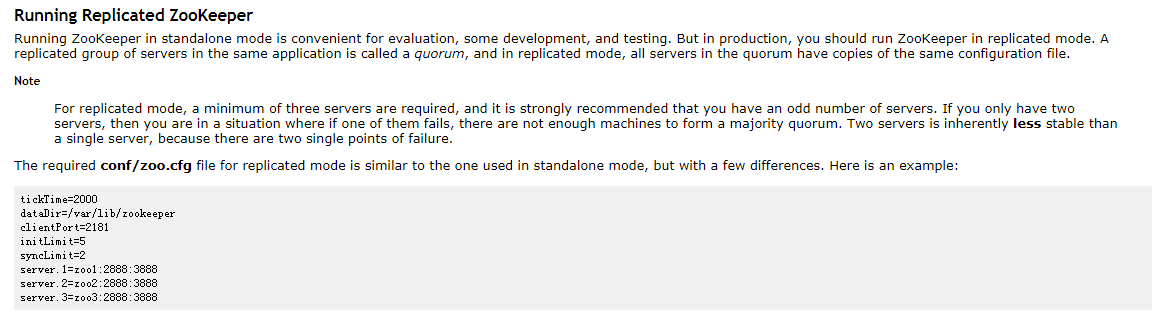 Running Replicated ZooKeeper
Running ZooKeeper in standalone mode is convenient for evaluation, some development, and testing. But in production, you should run ZooKeeper in replicated mode. A
replicated group of servers in the same application is called a quorum, and in replicated mode, all servers in the quorum have copies of the same configuration file.
Note
For replicated mode, a minimum of three servers are required, and it is strongly recommended that you have an odd number of servers. If you only have two
servers, then you are in a situation where if one of them fails, there are not enough machines to form a majority quorum. Two servers is inherently less stable than
a single server, because there are two single points of failure.
The required conf/zoo.cfg file for replicated mode is similar to the one used in standalone mode, but with a few differences. Here is an example:
tickTime=2000
dataDir=/var/lib/zookeeper
clientPort=2181
initLimit=5
syncLimit=2
server.1=zoo1:2888:3888
server.2=zoo2:2888:3888
server.3=zoo3:2888:3888